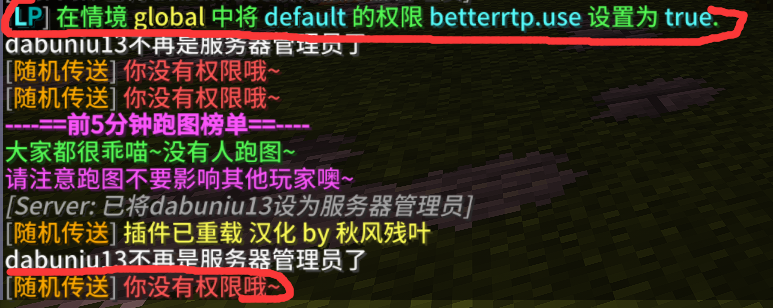 [LP] 在情境 global 中将 default 的权限 betterrtp.use 设置为 true.
dabuniu13不再是服务器管理员了
[随机传送] 你没有权限哦~
[随机传送] 你没有权限哦~
----==前5分钟跑图榜单==----
大家都很乖喵~没有人跑图~
请注意跑图不要影响其他玩家噢~
[Server: 已将dabuniu13设为服务器管理员]
[随机传送] 插件已重载 汉化 by 秋风残叶
dabuniu13不再是服务器管理员了
[随机传送] 你没有权限哦~